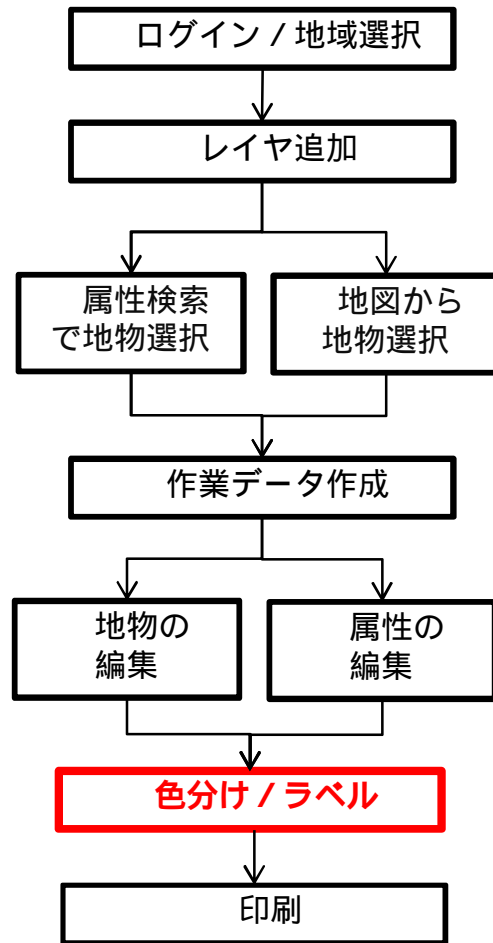 ログイン / 地域選択
レイヤ追加
属性検索
で地物選択
地図から
地物選択
作業データ作成
地物の
編集
属性の
編集
色分け / ラベル
印刷